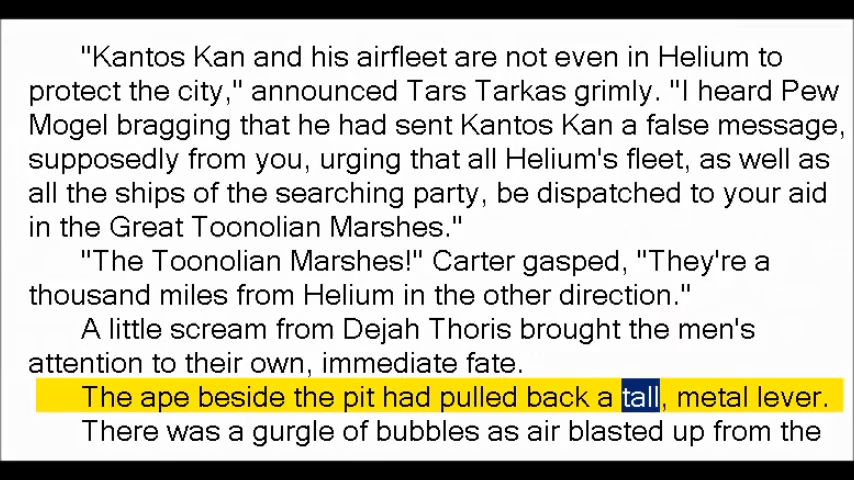 "Kantos Kan and his airfleet are not even in Helium to
protect the city," announced Tars Tarkas grimly. "I heard Pew
Mogel bragging that he had sent Kantos Kan a false message,
supposedly from you, urging that all Helium's fleet, as well as
all the ships of the searching party, be dispatched to your aid
in the Great Toonolian Marshes."
"The Toonolian Marshes!" Carter gasped, "They're a
thousand miles from Helium in the other direction."
A little scream from Dejah Thoris brought the men's
attention to their own, immediate fate.
The ape beside the pit had pulled back a tall, metal lever.
There was a gurgle of bubbles as air blasted up from the